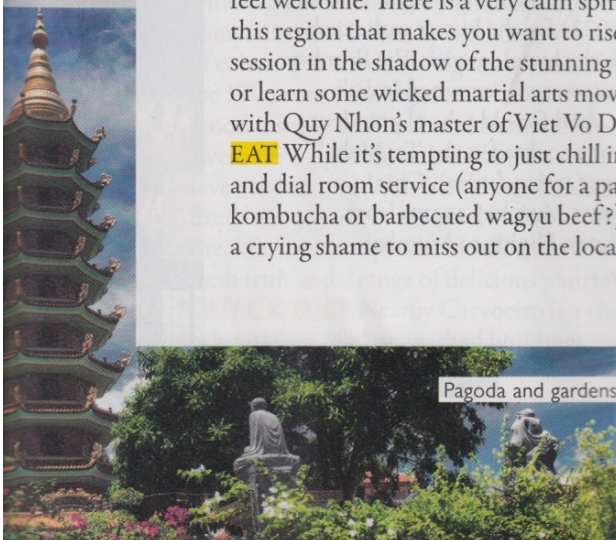 feel welcome. There is a very calm spir
this region that makes you want to rise
session in the shadow of the stunning
or learn some wicked martial arts mov
with Quy Nhon's master of Viet Vo D
EAT While it's tempting to just chill in
and dial room service (anyone for a pa
kombucha or barbecued wagyu beef?
a crying shame to miss out on the loca
Pagoda and gardens